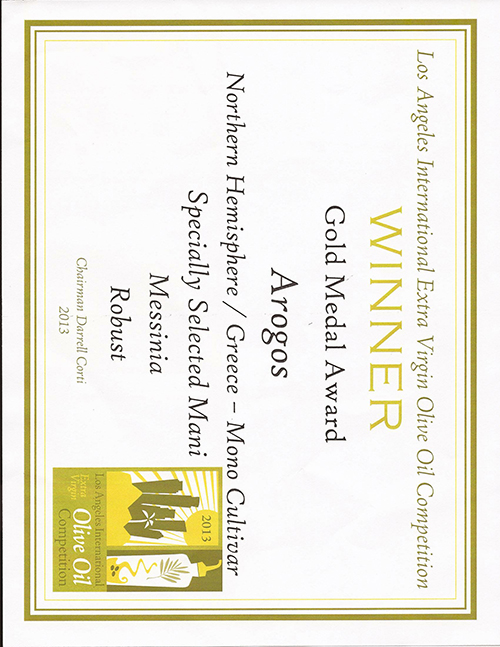 Los Angeles International Extra Virgin Olive Oil Competition
WINNER
Gold Medal Award
Arogos
Northern Hemisphere / Greece – Mono Cultivar
Specially Selected Mani
Messinia
Robust
Chairman Darrell Corti
2013
2013
Los Angeles International
Extra
Virgin
Olive Oil
Competition